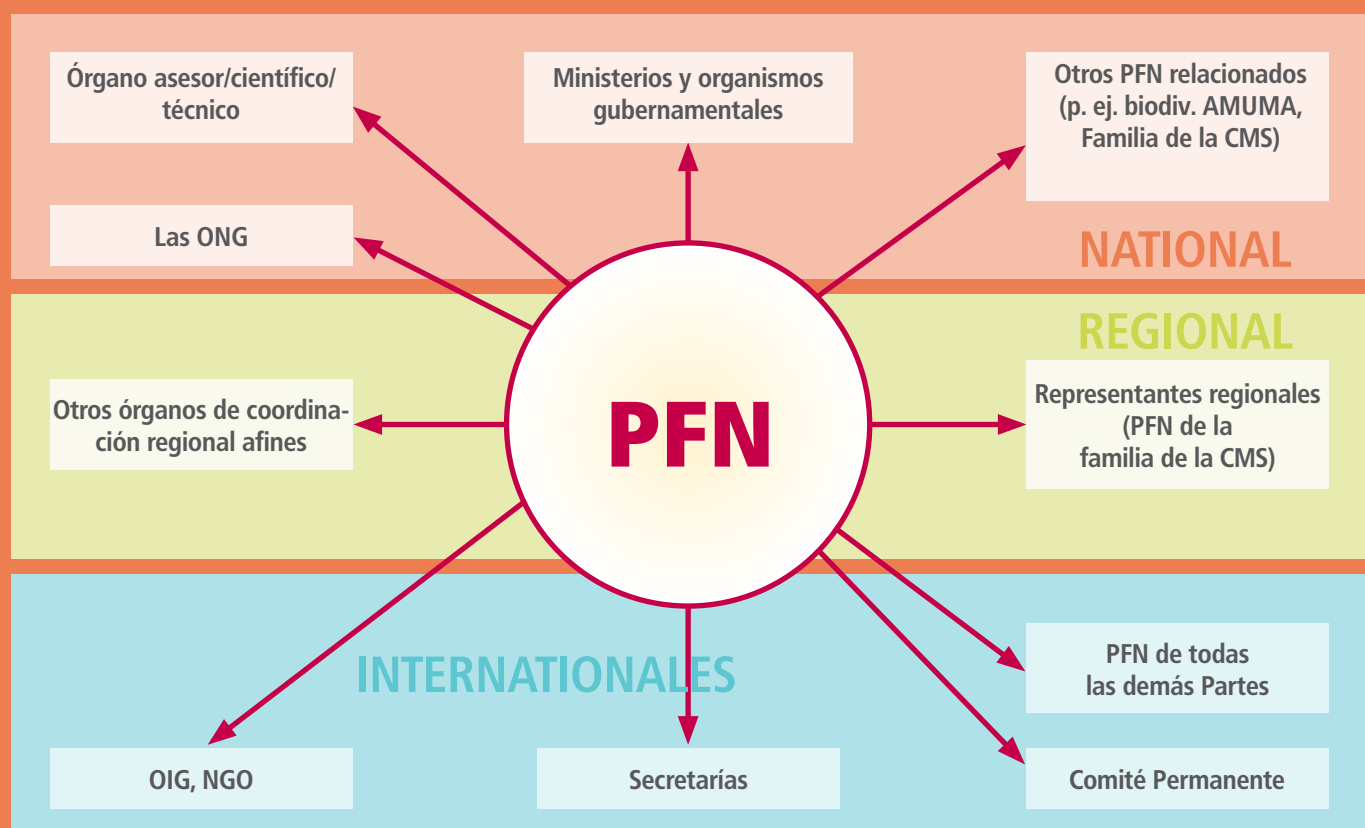 Órgano asesor/científico/
técnico
Ministerios y organismos
gubernamentales
Otros PFN relacionados
(p. ej. biodiv. AMUMA,
Familia de la CMS)
Las ONG
NATIONAL
REGIONAL
Otros órganos de coordina-
ción regional afines
PFN
Representantes regionales
(PFN de la
familia de la CMS)
INTERNATIONALES
PFN de todas
las demás Partes
OIG, NGO
Secretarías
Comité Permanente